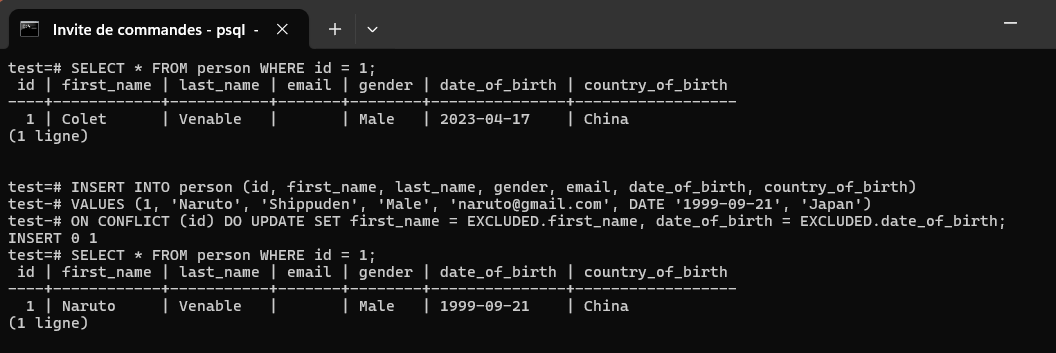 Invite de commandes - psql -
test=# SELECT * FROM person WHERE id = 1;
 id | first_name | last_name | email | gender | date_of_birth | country_of_birth
----+------------+-----------+-------+--------+---------------+------------------
  1 | Colet      | Venable   |       | Male   | 2023-04-17    | China
(1 ligne)
test=# INSERT INTO person (id, first_name, last_name, gender, email, date_of_birth, country_of_birth)
test-# VALUES (1, 'Naruto', 'Shippuden', 'Male', 'naruto@gmail.com', DATE '1999-09-21', 'Japan')
test-# ON CONFLICT (id) DO UPDATE SET first_name = EXCLUDED.first_name, date_of_birth = EXCLUDED.date_of_birth;
INSERT 0 1
test=# SELECT * FROM person WHERE id = 1;
 id | first_name | last_name | email | gender | date_of_birth | country_of_birth
----+------------+-----------+-------+--------+---------------+------------------
  1 | Naruto     | Venable   |       | Male   | 1999-09-21    | China
(1 ligne)